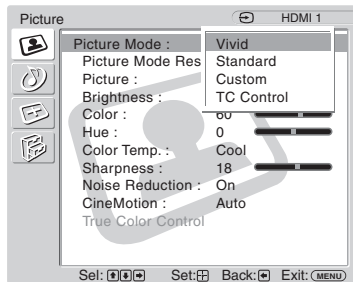 Picture HDMI 1
Picture Mode : Vivid
Picture Mode Res Standard
Picture : Custom
Brightness : TC Control
Color : 60
Hue : 0
Color Temp. : Cool
Sharpness : 18
Noise Reduction : On
CineMotion : Auto
True Color Control
Sel: Set: Back: Exit: MENU